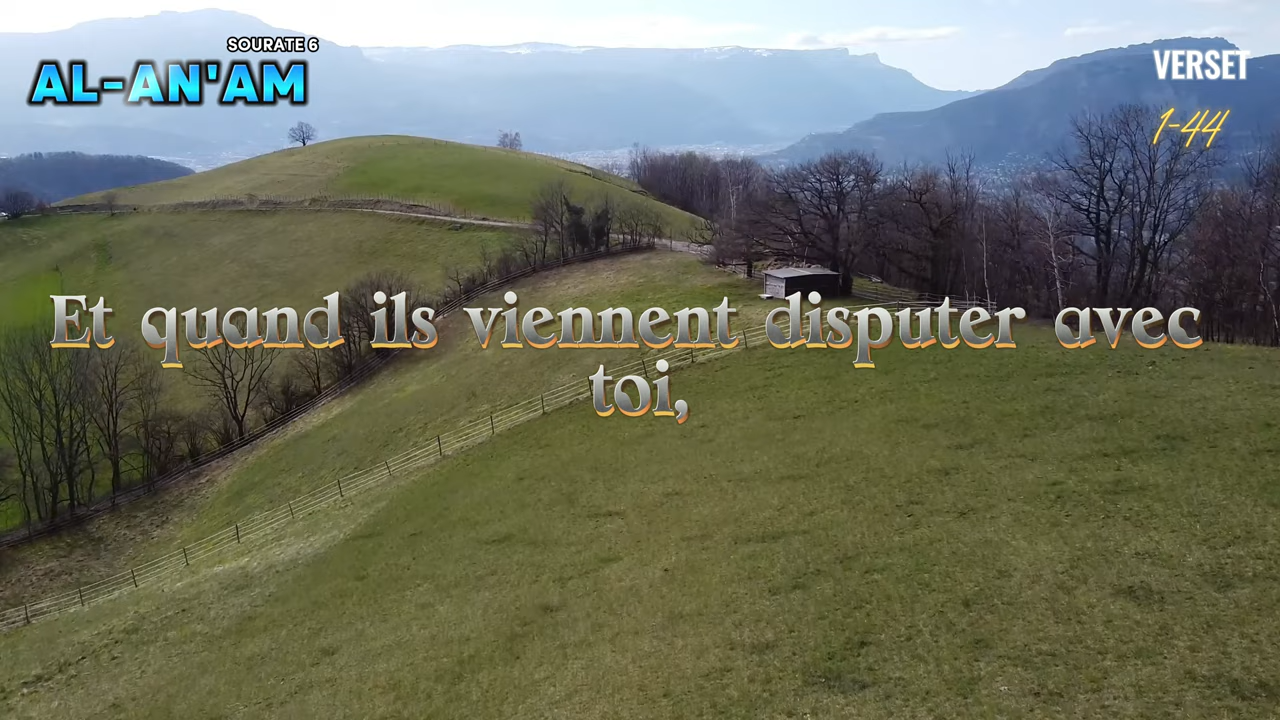 SOURATE 6
AL-AN'AM
VERSET
1-44
Et quand ils viennent disputer avec
toi,